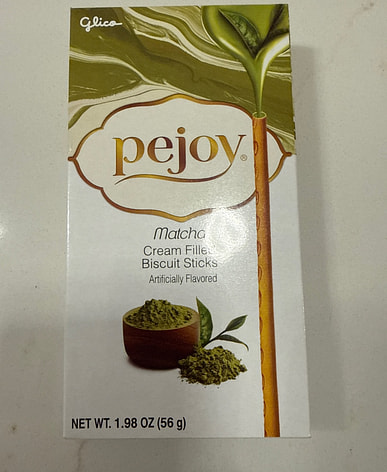 Glico
pejoy®
Matcha
Cream Filled
Biscuit Sticks
Artificially Flavored
NET WT. 1.98 OZ (56 g)